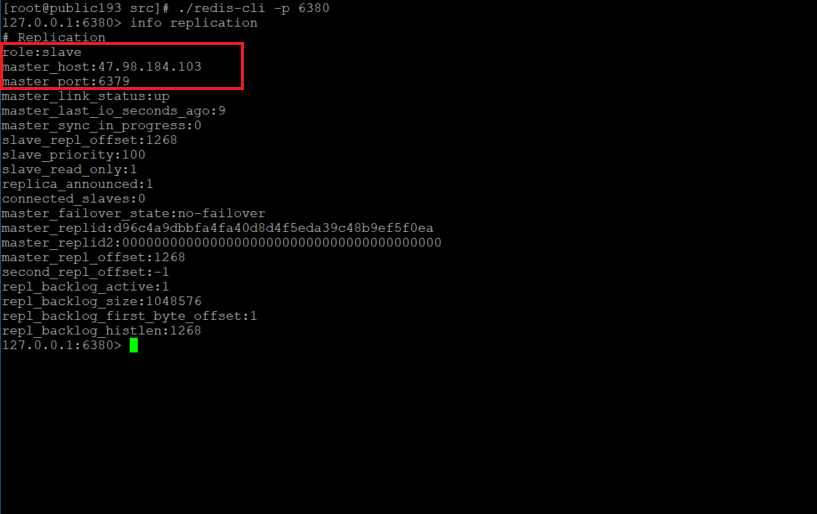 [root@public193 src]# ./redis-cli -p 6380
127.0.0.1:6380> info replication
# Replication
role:slave
master_host:47.98.184.103
master_port:6379
master_link_status:up
master_last_io_seconds_ago:9
master_sync_in_progress:0
slave_repl_offset:1268
slave_priority:100
slave_read_only:1
replica_announced:1
connected_slaves:0
master_failover_state:no-failover
master_replid:d96c4a9dbbfa4fa40d8d4f5eda39c48b9ef5f0ea
master_replid2:0000000000000000000000000000000000000000
master_repl_offset:1268
second_repl_offset:-1
repl_backlog_active:1
repl_backlog_size:1048576
repl_backlog_first_byte_offset:1
repl_backlog_histlen:1268
127.0.0.1:6380>